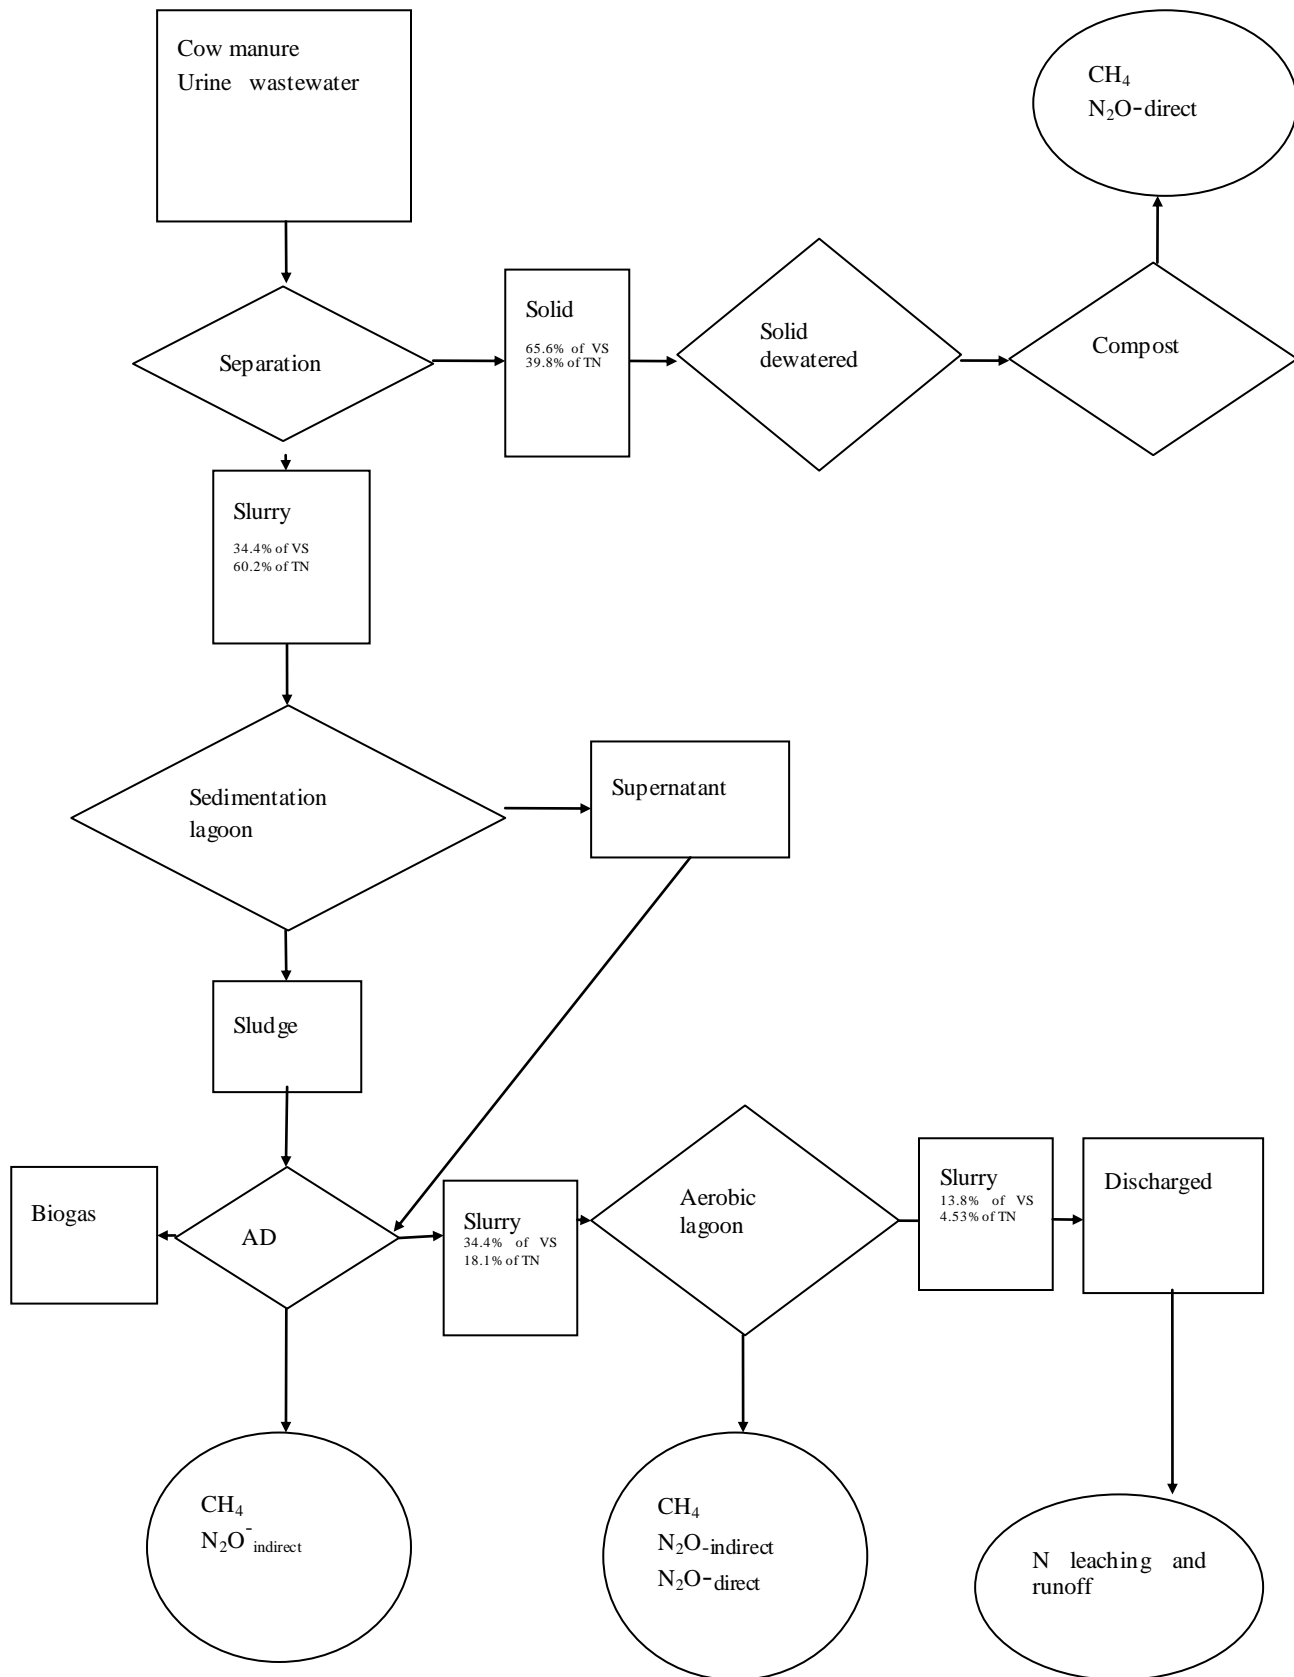 Cow manure
Urine wastewater
CH₄
N₂O-direct
Separation
Solid
65.6% of VS
39.8% of TN
Solid
dewatered
Compost
Slurry
34.4% of VS
60.2% of TN
Sedimentation
lagoon
Supernatant
Sludge
Biogas
AD
Slurry
34.4% of VS
18.1% of TN
Aerobic
lagoon
Slurry
13.8% of VS
4.53% of TN
Discharged
CH₄
N₂O-indirect
CH₄
N₂O-indirect
N₂O-direct
N leaching and
runoff